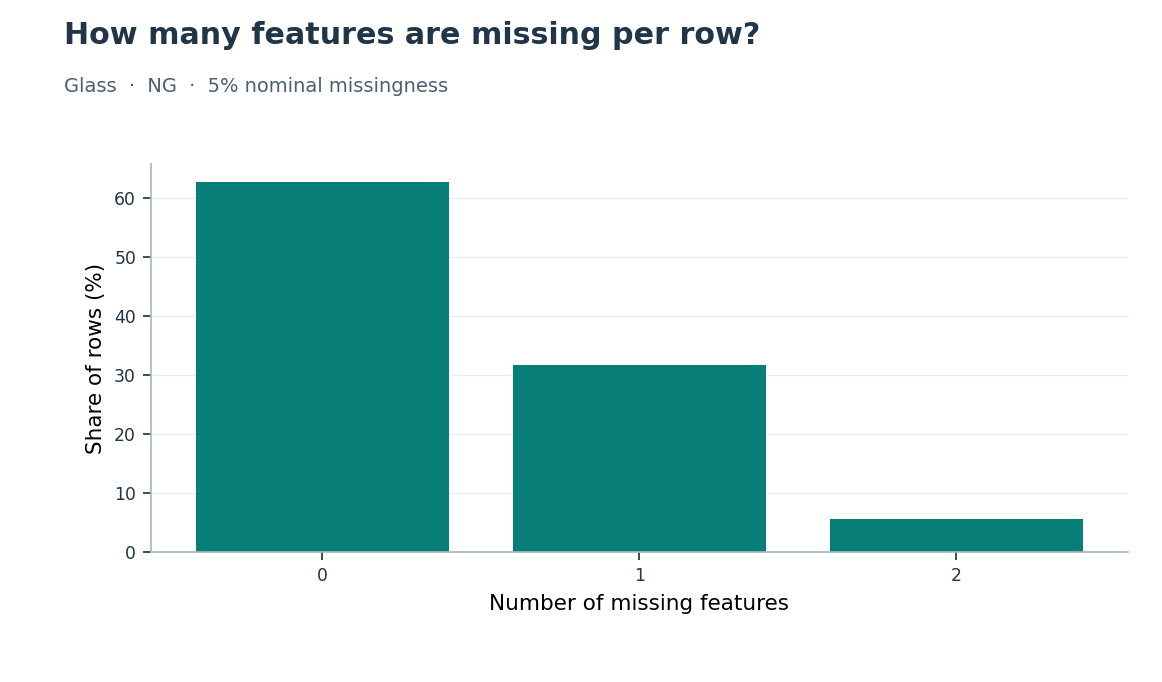 How many features are missing per row?
Glass · NG · 5% nominal missingness
60
50
40
30
20
10
0
Share of rows (%)
0 1 2
Number of missing features